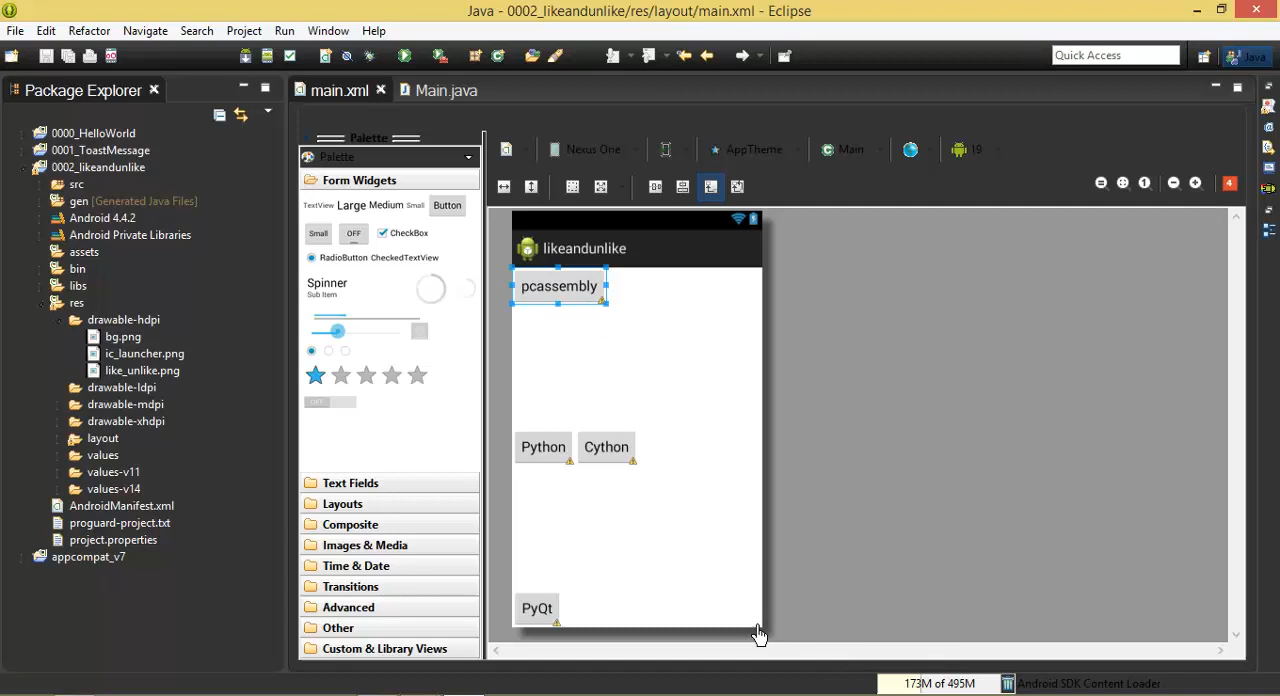 Java - 0002_likeandunlike/res/layout/main.xml - Eclipse
File Edit Refactor Navigate Search Project Run Window Help
Quick Access
Java
Package Explorer
main.xml
Main.java
0000_HelloWorld
0001_ToastMessage
0002_likeandunlike
src
gen [Generated Java Files]
Android 4.4.2
Android Private Libraries
assets
bin
libs
res
drawable-hdpi
bg.png
ic_launcher.png
like_unlike.png
drawable-ldpi
drawable-mdpi
drawable-xhdpi
layout
values
values-v11
values-v14
AndroidManifest.xml
proguard-project.txt
project.properties
appcompat_v7
Palette
Palette
Form Widgets
TextView Large Medium Small Button
Small OFF CheckBox
RadioButton CheckedTextView
Spinner
Sub Item
OFF
Text Fields
Layouts
Composite
Images & Media
Time & Date
Transitions
Advanced
Other
Custom & Library Views
Nexus One
AppTheme
Main
19
1
4
likeandunlike
pcassembly
Python Cython
PyQt
173M of 495M
Android SDK Content Loader